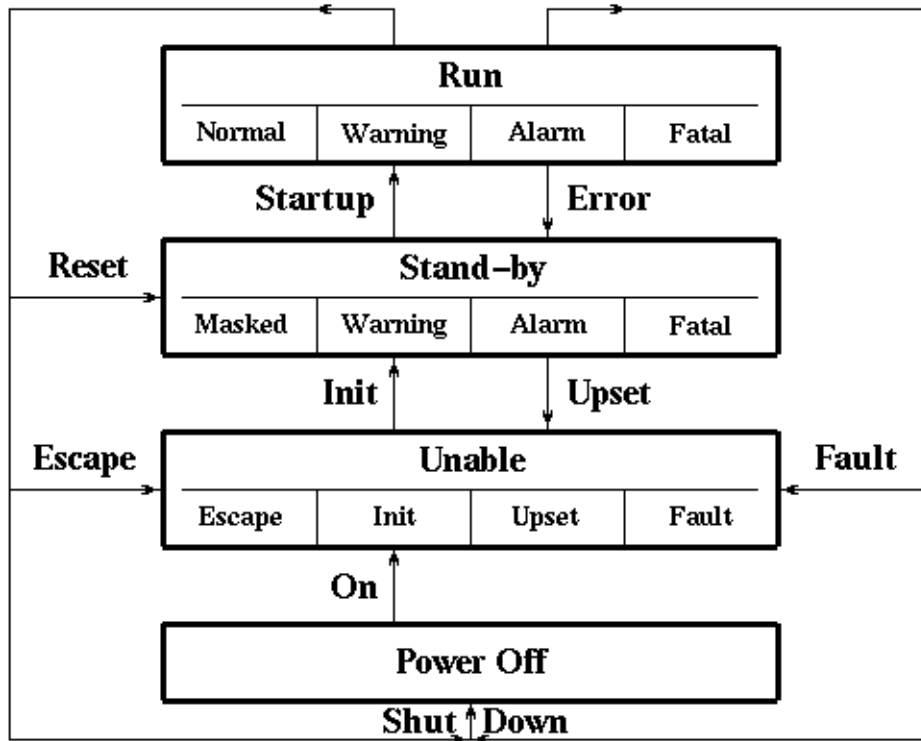 Run
Normal Warning Alarm Fatal
Startup Error
Reset
Stand-by
Masked Warning Alarm Fatal
Init Upset
Escape
Unable
Fault
Escape Init Upset Fault
On
Power Off
Shut Down